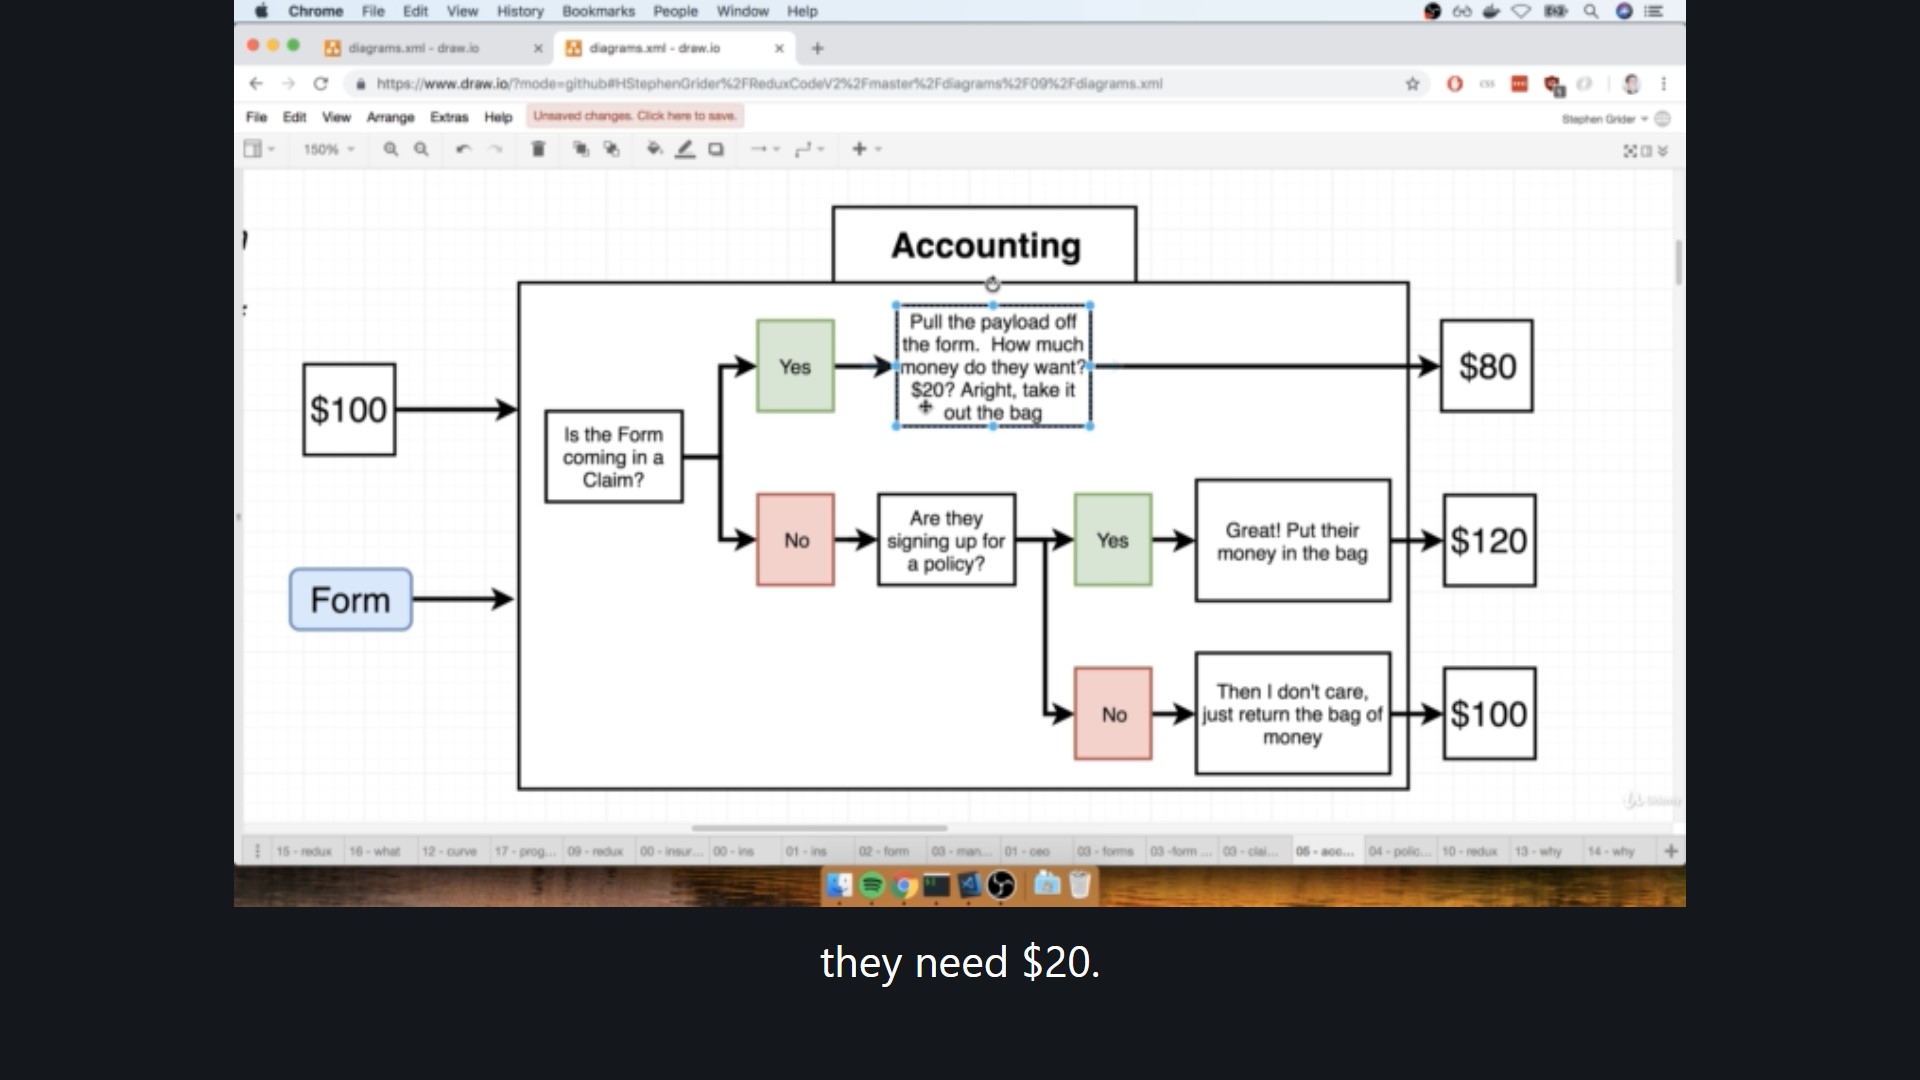 Chrome File Edit View History Bookmarks People Window Help
diagrams.xml - draw.io
diagrams.xml - draw.io
https://www.draw.io/?mode=github#HStephenGrider%2FReduxCodeV2%2Fmaster%2Fdiagrams%2F09%2Fdiagrams.xml
File Edit View Arrange Extras Help Unsaved changes. Click here to save. Stephen Grider
150%
Accounting
Pull the payload off
the form. How much
money do they want?
$20? Aright, take it
out the bag
Yes
$80
$100
Is the Form
coming in a
Claim?
No
Are they
signing up for
a policy?
Yes
Great! Put their
money in the bag
$120
Form
No
Then I don't care,
just return the bag of
money
$100
15 - redux 16 - what 12 - curve 17 - prog... 09 - redux 00 - insur... 00 - ins 01 - ins 02 - form 03 - man... 01 - ceo 03 - forms 03 -form ... 03 - clai... 05 - acc... 04 - polic... 10 - redux 13 - why 14 - why
they need $20.